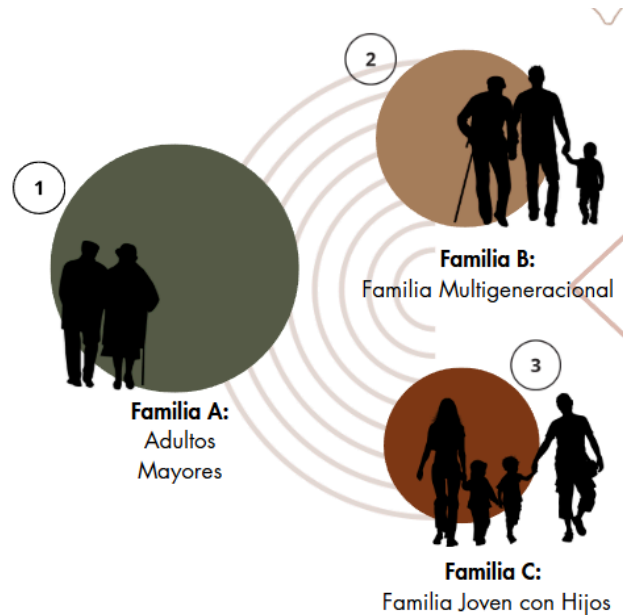 1
Familia A:
Adultos
Mayores
2
Familia B:
Familia Multigeneracional
3
Familia C:
Familia Joven con Hijos